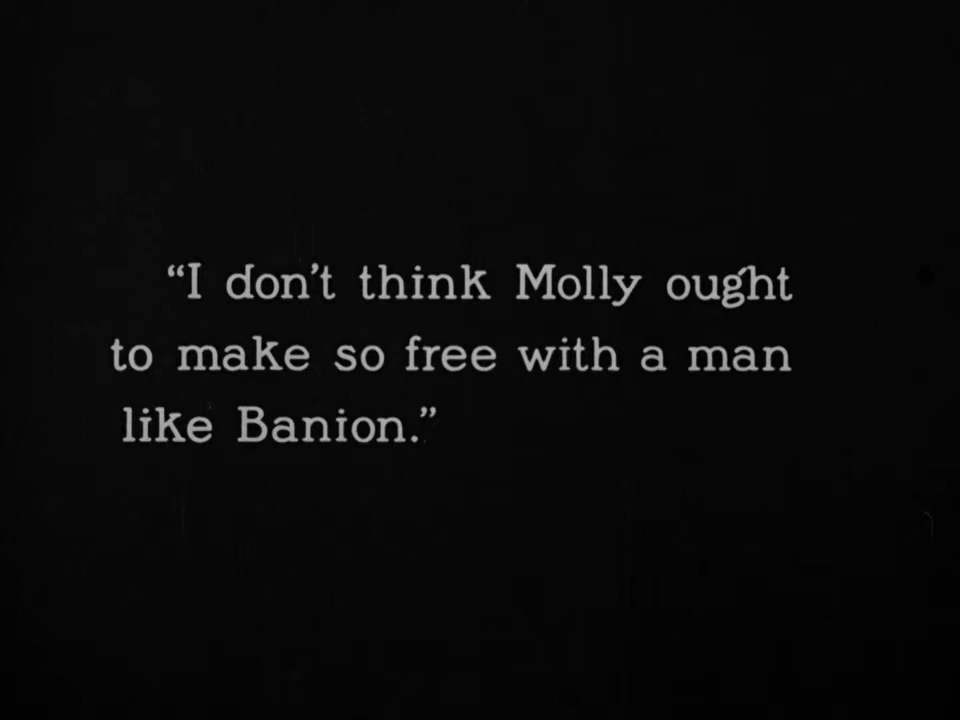 “I don’t think Molly ought
to make so free with a man
like Banion.”